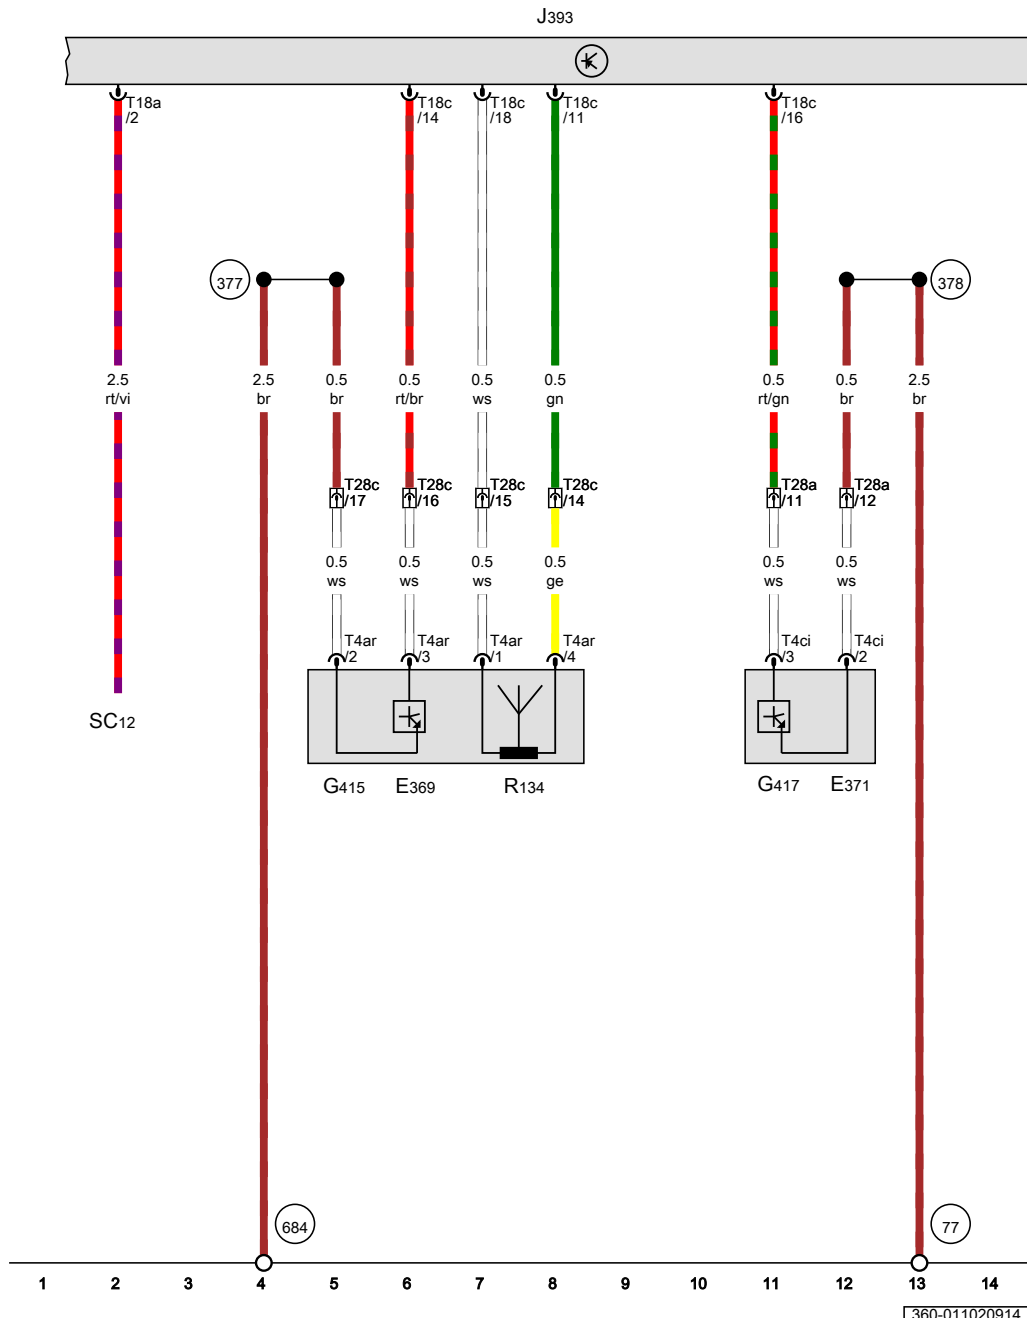 J393
T18a
/2
T18c
/14
T18c
/18
T18c
/11
T18c
/16
377
378
2.5
rt/vi
2.5
br
0.5
br
0.5
rt/br
0.5
ws
0.5
gn
0.5
rt/gn
0.5
br
2.5
br
T28c
/17
T28c
/16
T28c
/15
T28c
/14
T28a
/11
T28a
/12
0.5
ws
0.5
ws
0.5
ws
0.5
ge
0.5
ws
0.5
ws
T4ar
/2
T4ar
/3
T4ar
/1
T4ar
/4
T4ci
/3
T4ci
/2
SC12
G415
E369
R134
G417
E371
684
77
1 2 3 4 5 6 7 8 9 10 11 12 13 14
360-011020914